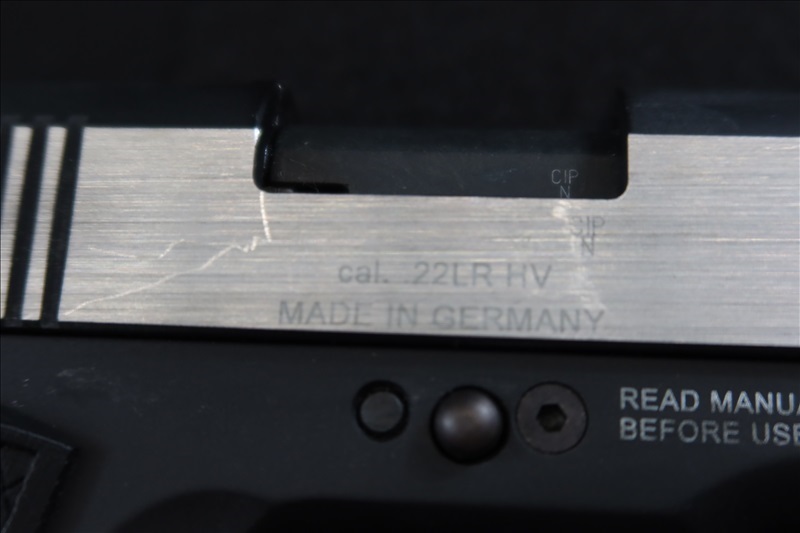 CIP
N
CIP
N
cal. .22LR HV
MADE IN GERMANY
READ MANUA
BEFORE USE